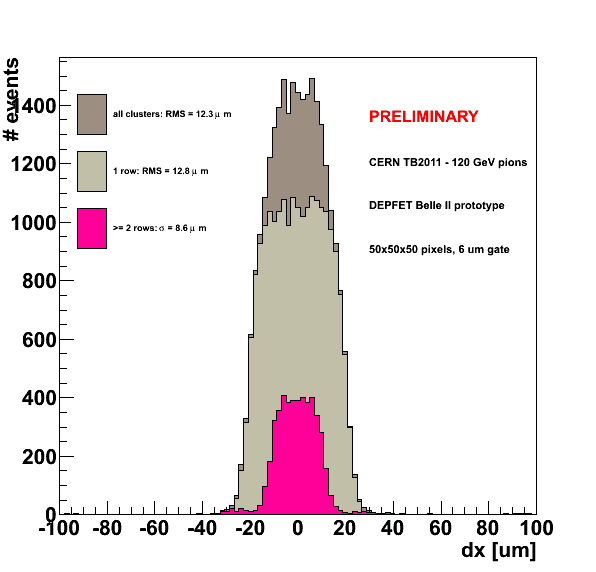 # events
all clusters: RMS = 12.3 μ m
1 row: RMS = 12.8 μ m
>= 2 rows: σ = 8.6 μ m
PRELIMINARY
CERN TB2011 - 120 GeV pions
DEPFET Belle II prototype
50x50x50 pixels, 6 um gate
1400
1200
1000
800
600
400
200
0
-100 -80 -60 -40 -20 0 20 40 60 80 100
dx [um]